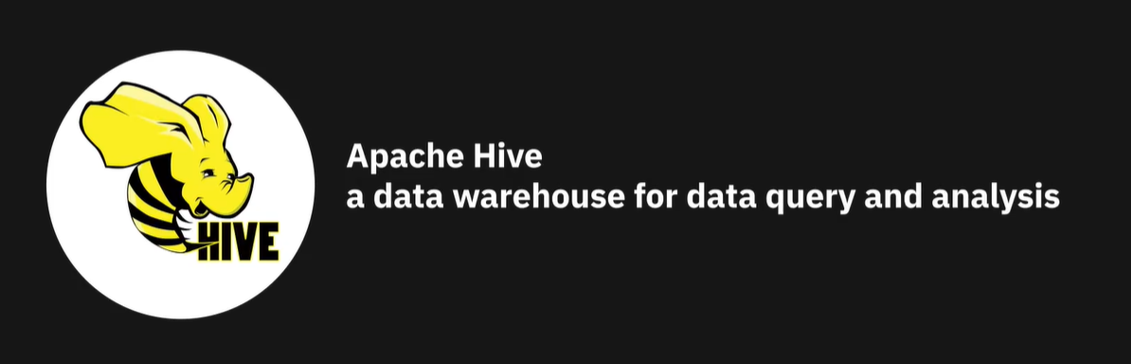 HIVE
Apache Hive
a data warehouse for data query and analysis